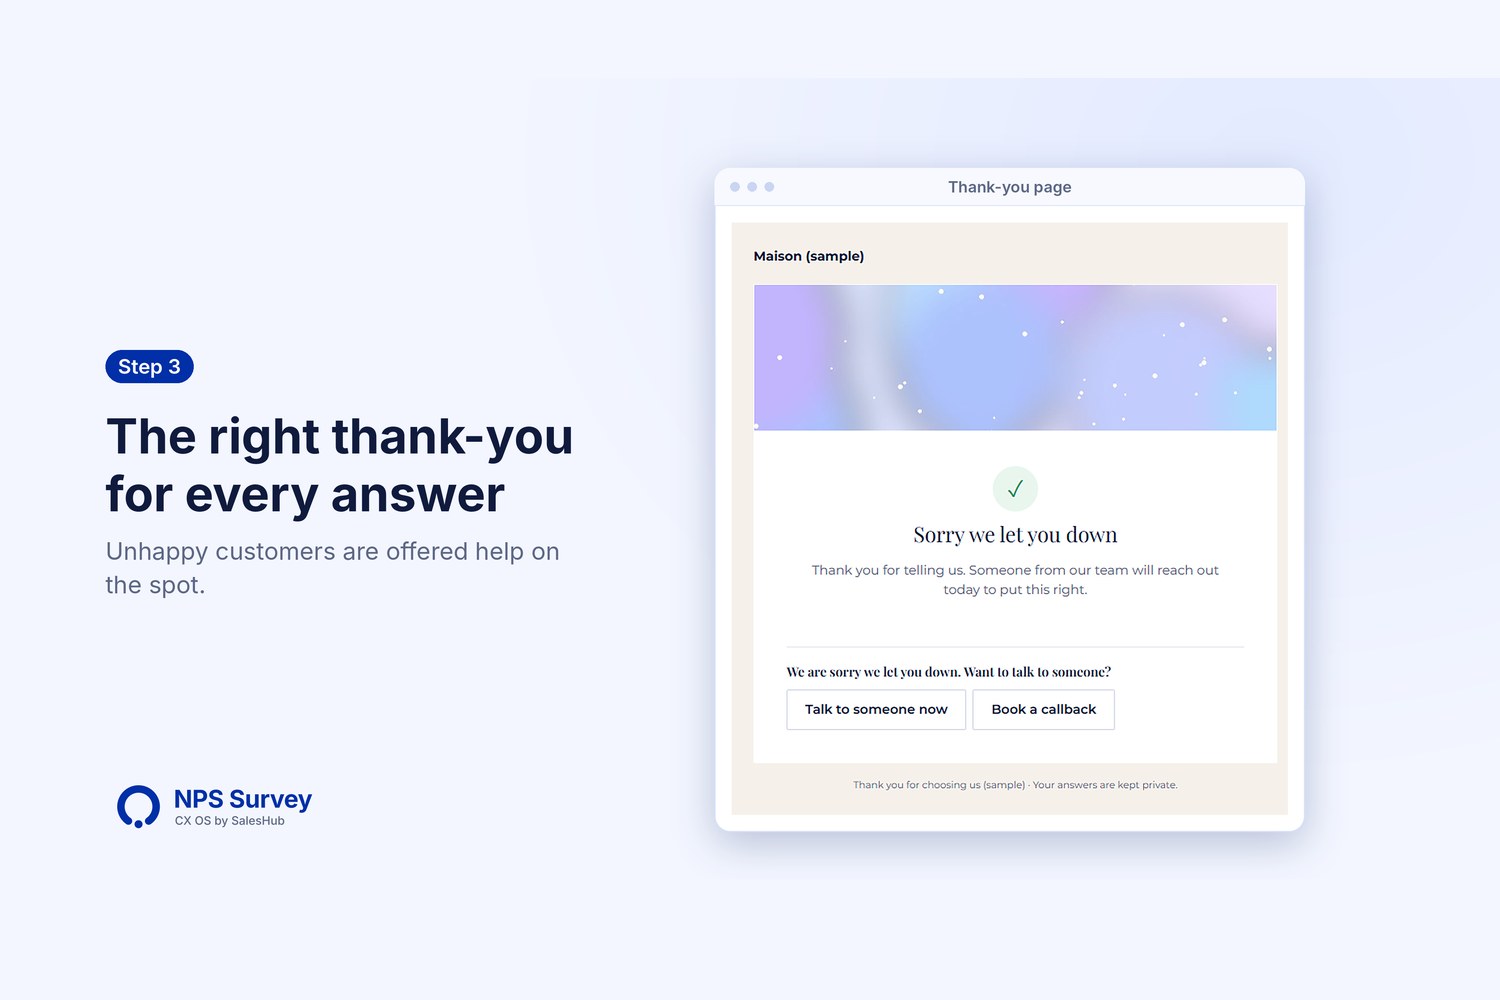 Step 3
The right thank-you
for every answer
Unhappy customers are offered help on
the spot.
NPS Survey
CX OS by SalesHub
Thank-you page
Maison (sample)
✓
Sorry we let you down
Thank you for telling us. Someone from our team will reach out
today to put this right.
We are sorry we let you down. Want to talk to someone?
Talk to someone now
Book a callback
Thank you for choosing us (sample) · Your answers are kept private.